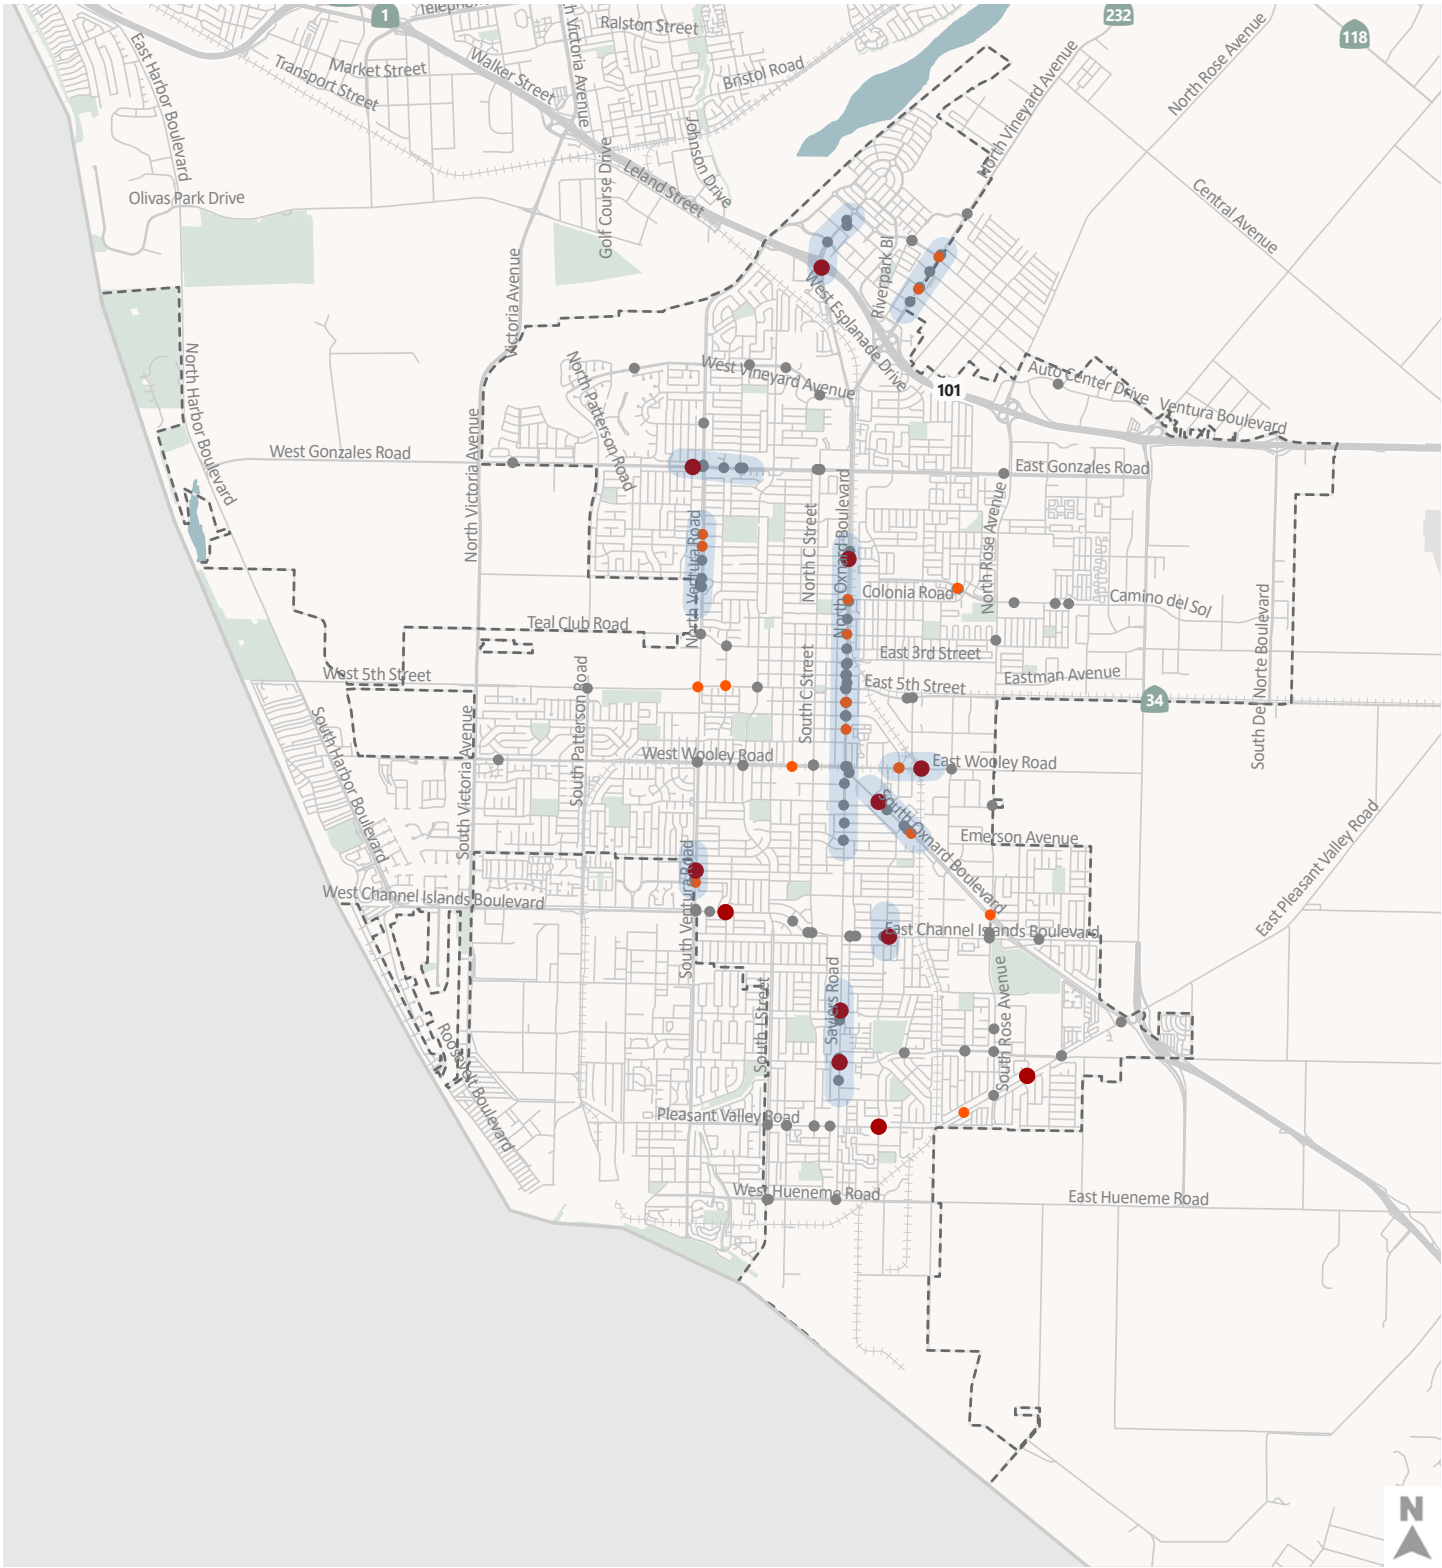 1
232
118
Ralston Street
East Harbor Boulevard
Market Street
Transport Street
Walker Street
Victoria Avenue
Bristol Road
North Vineyard Avenue
North Rose Avenue
Johnson Drive
Golf Course Drive
Leland Street
Olivas Park Drive
Central Avenue
Victoria Avenue
Riverpark Bl
West Esplanade Drive
North Harbor Boulevard
North Patterson Road
West Vineyard Avenue
101
Auto Center Drive
Ventura Boulevard
West Gonzales Road
East Gonzales Road
North Victoria Avenue
North Ventura Road
North C Street
North Oxnard Boulevard
North Rose Avenue
Colonia Road
Camino del Sol
South Del Norte Boulevard
Teal Club Road
East 3rd Street
West 5th Street
East 5th Street
Eastman Avenue
34
South Patterson Road
South C Street
South Harbor Boulevard
South Victoria Avenue
West Wooley Road
East Wooley Road
South Oxnard Boulevard
Emerson Avenue
East Pleasant Valley Road
South Ventura Road
West Channel Islands Boulevard
East Channel Islands Boulevard
Saviers Road
South J Street
South Rose Avenue
Roosevelt Boulevard
Pleasant Valley Road
West Hueneme Road
East Hueneme Road
N